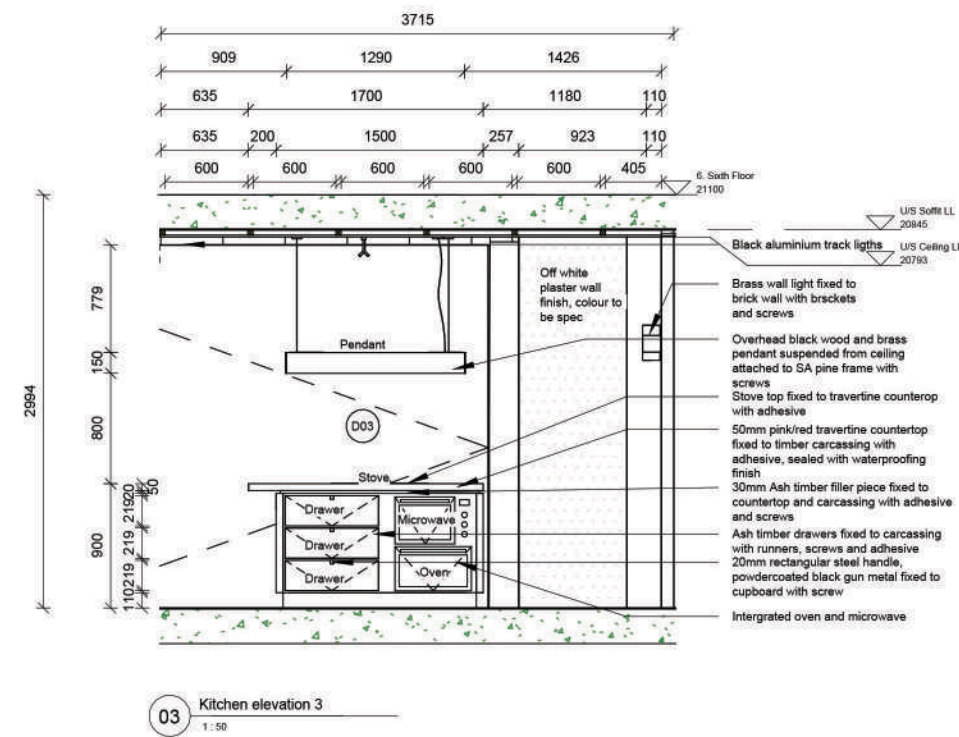 3715
909 1290 1426
635 1700 1180 110
635 200 1500 257 923 110
600 600 600 600 600 405
6. Sixth Floor
21100
U/S Soffit LL
20845
Black aluminium track ligths
U/S Ceiling LL
20793
Off white
plaster wall
finish, colour to
be spec
Brass wall light fixed to
brick wall with brsckets
and screws
Pendant
Overhead black wood and brass
pendant suspended from ceiling
attached to SA pine frame with
screws
D03
Stove top fixed to travertine counterop
with adhesive
50mm pink/red travertine countertop
fixed to timber carcassing with
adhesive, sealed with waterproofing
finish
Stove
30mm Ash timber filler piece fixed to
countertop and carcassing with adhesive
and screws
Drawer
Microwave
Drawer
Ash timber drawers fixed to carcassing
with runners, screws and adhesive
20mm rectangular steel handle,
powdercoated black gun metal fixed to
cupboard with screw
Drawer
Oven
Intergrated oven and microwave
2994
779
150
800
900
50
20
219
219
219
110
03
Kitchen elevation 3
1 : 50